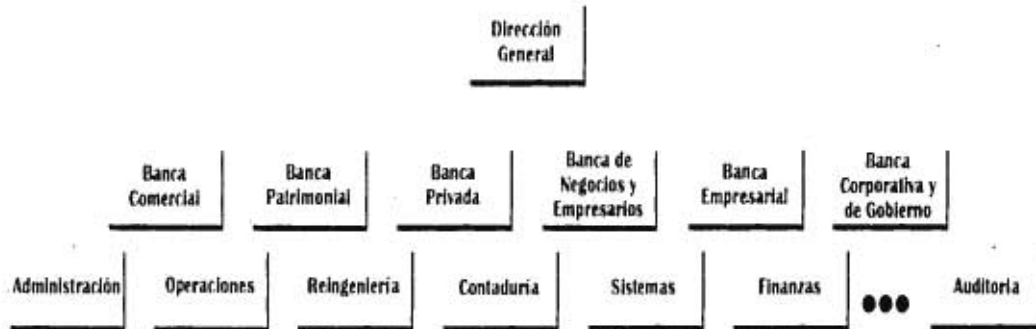 Dirección
General
Banca
Comercial
Banca
Patrimonial
Banca
Privada
Banca de
Negocios y
Empresarios
Banca
Empresarial
Banca
Corporativa y
de Gobierno
Administración
Operaciones
Reingeniería
Contaduría
Sistemas
Finanzas
Auditoria